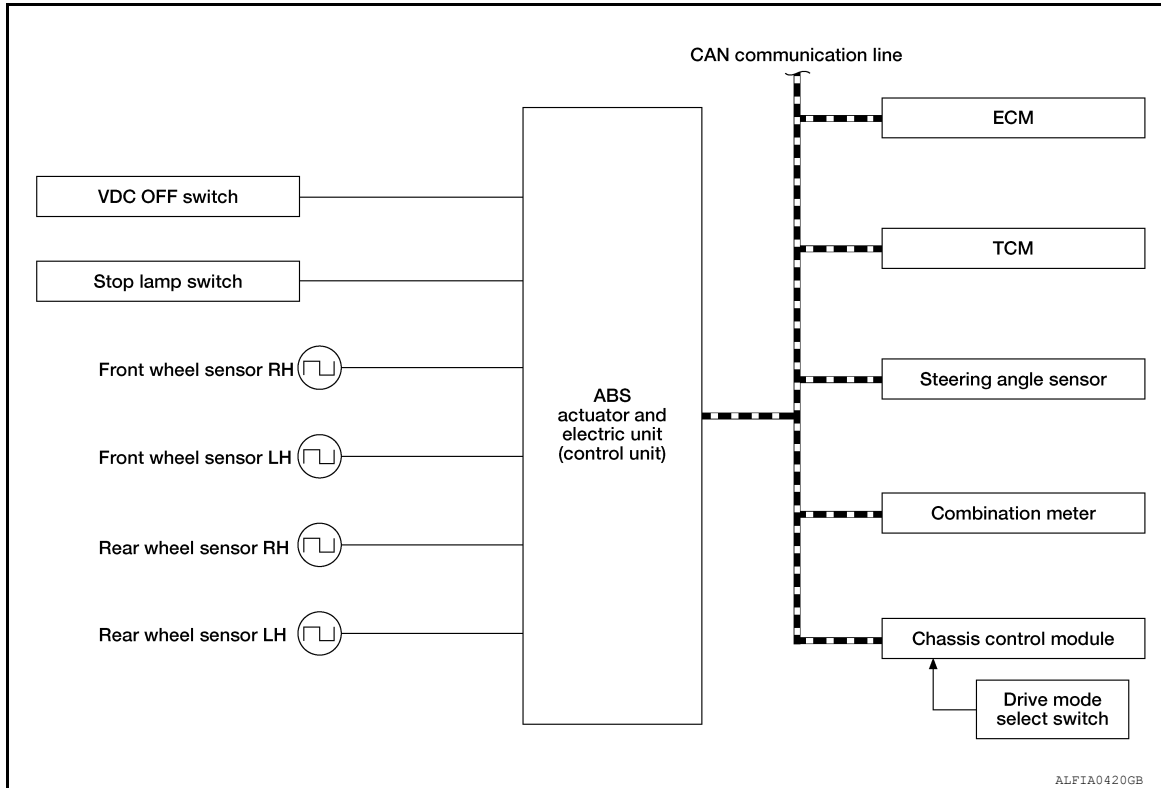 CAN communication line
ECM
VDC OFF switch
TCM
Stop lamp switch
Front wheel sensor RH
Steering angle sensor
ABS
actuator and
electric unit
(control unit)
Front wheel sensor LH
Combination meter
Rear wheel sensor RH
Rear wheel sensor LH
Chassis control module
Drive mode
select switch
ALFIA0420GB